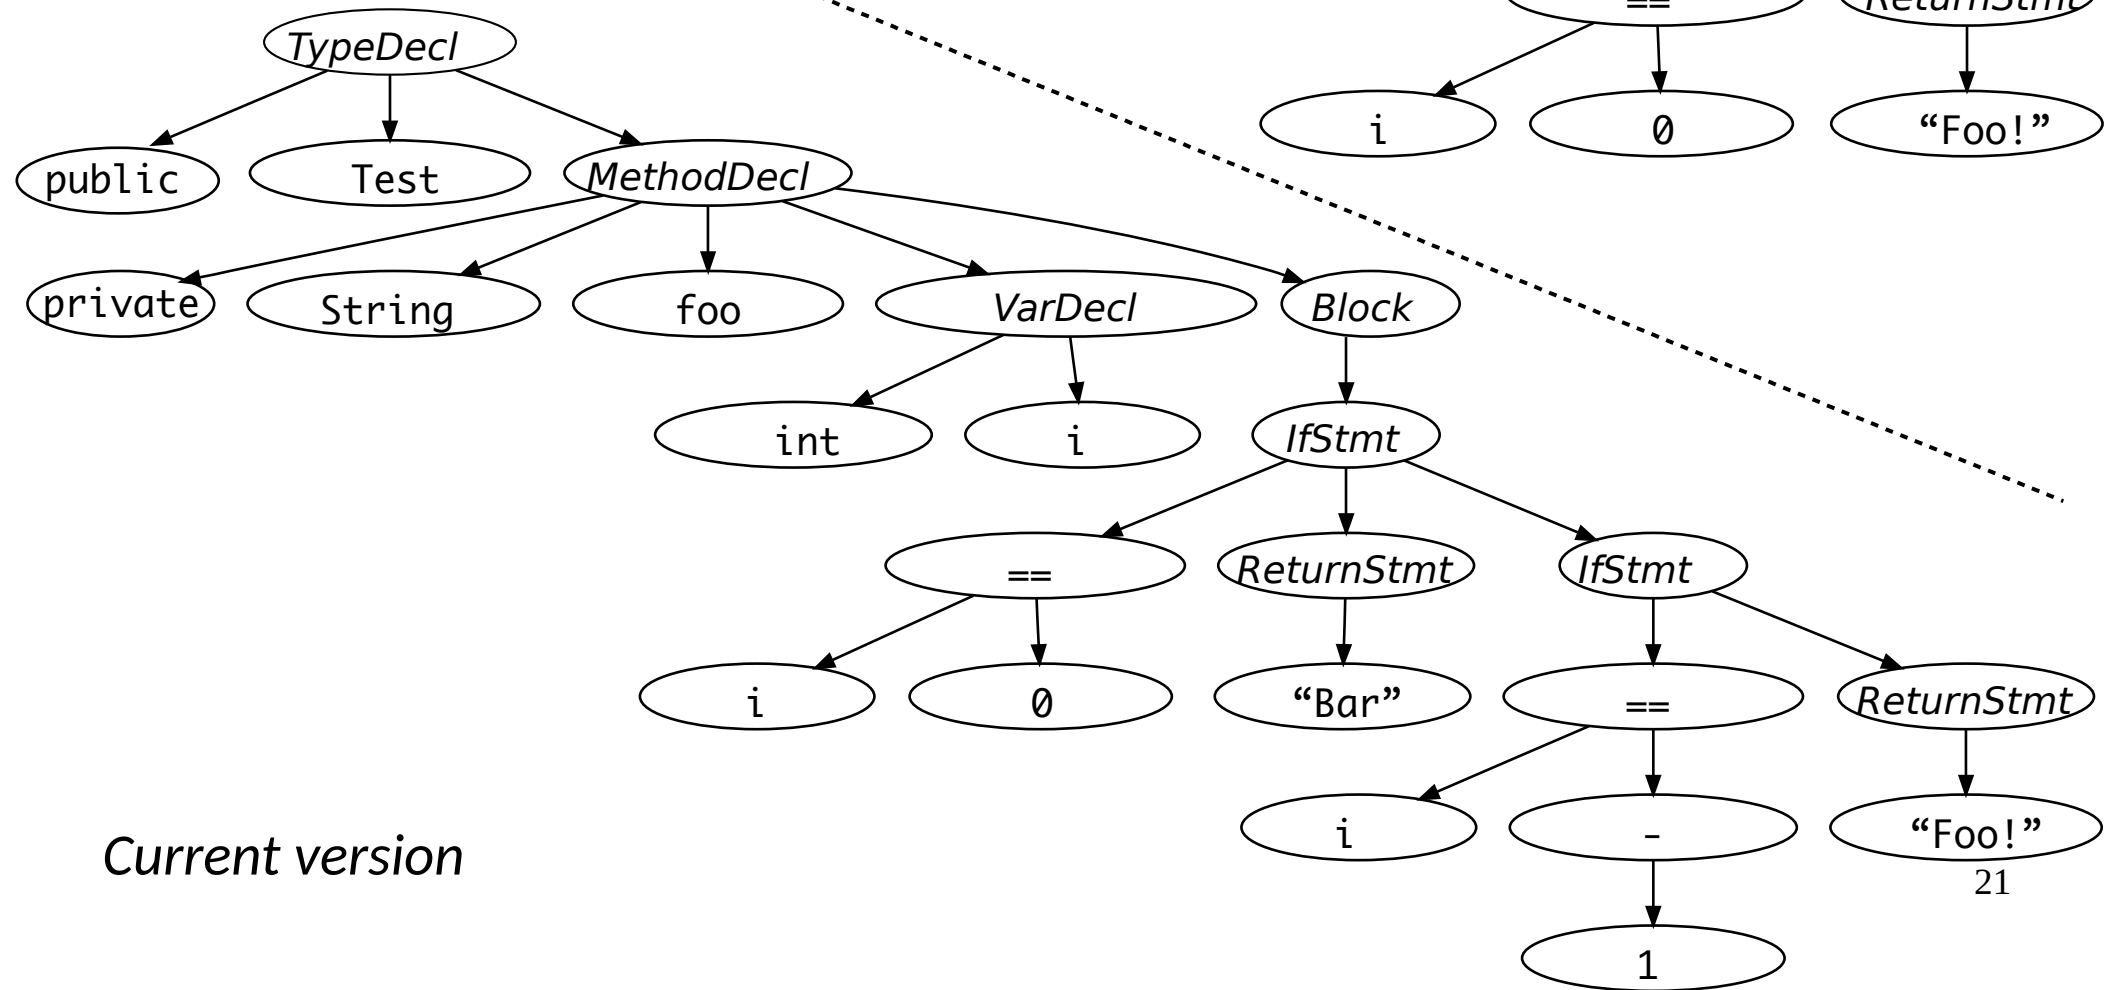 == ReturnStmt
TypeDecl
i 0 “Foo!”
public Test MethodDecl
private String foo VarDecl Block
int i IfStmt
== ReturnStmt IfStmt
i 0 “Bar” == ReturnStmt
i - “Foo!”
Current version
21
1